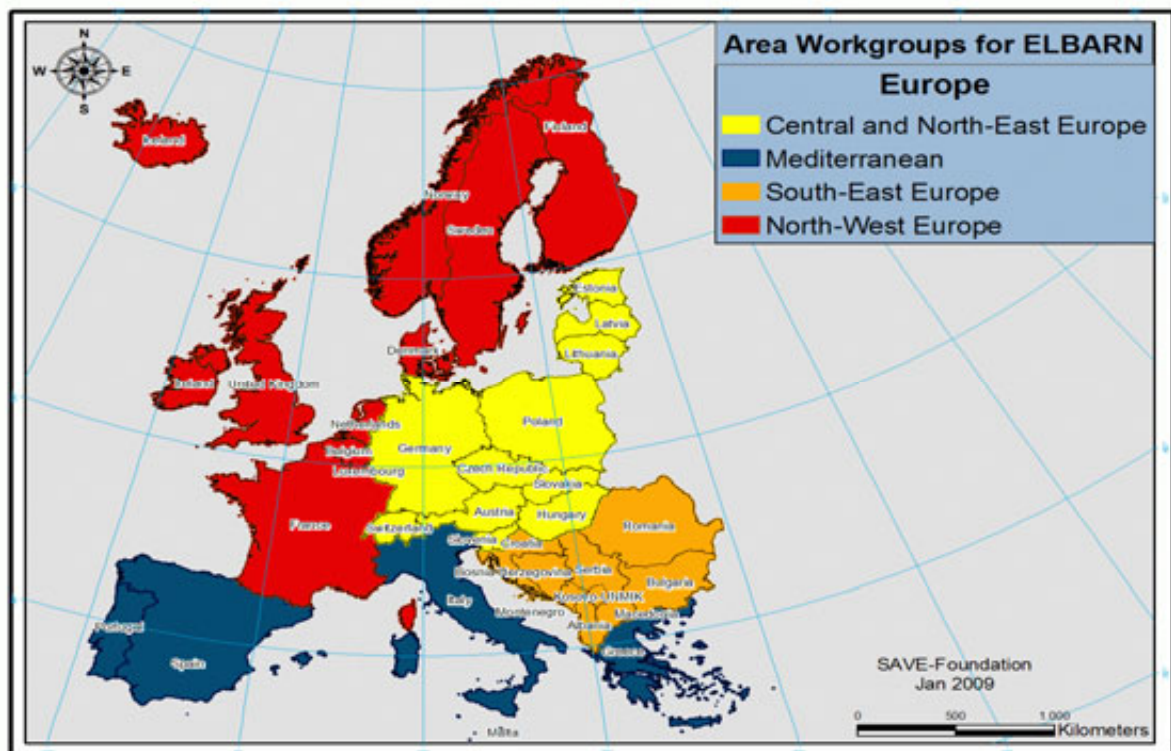 Area Workgroups for ELBARN
Europe
Central and North-East Europe
Mediterranean
South-East Europe
North-West Europe
N
W
E
S
Iceland
Finland
Norway
Sweden
Estonia
Latvia
Lithuania
Denmark
Ireland
United Kingdom
Netherlands
Belgium
Luxembourg
Germany
Poland
Czech Republic
Slovakia
Austria
Hungary
France
Switzerland
Slovenia
Croatia
Romania
Bosnia Herzegovina
Serbia
Kosovo UNMIK
Bulgaria
Italy
Montenegro
Macedonia
Albania
Portugal
Spain
Greece
Malta
SAVE-Foundation
Jan 2009
0 500 1.000
Kilometers